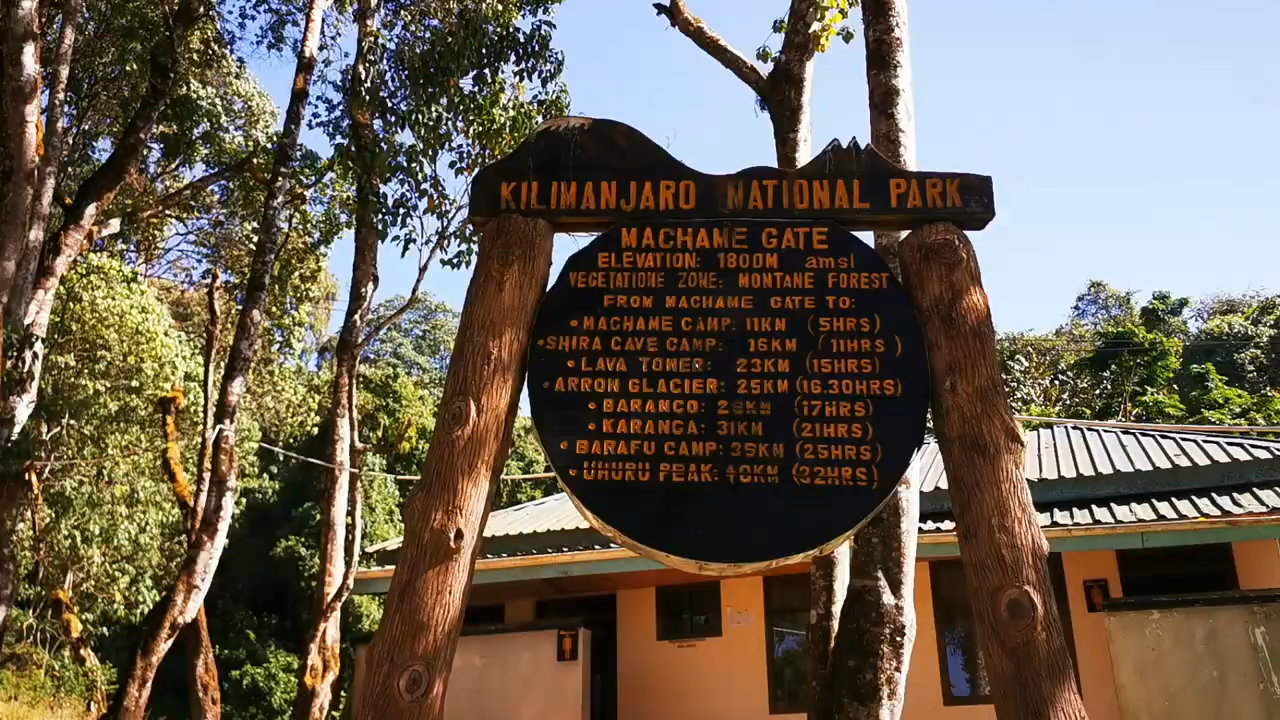 KILIMANJARO NATIONAL PARK
MACHAME GATE
ELEVATION: 1800M amsl
VEGETATIONE ZONE: MONTANE FOREST
FROM MACHAME GATE TO:
•MACHAME CAMP: 11KM (5HRS)
•SHIRA CAVE CAMP: 16KM (11HRS)
•LAVA TOWER: 23KM (15HRS)
•ARRON GLACIER: 25KM (16.30HRS)
•BARANCO: (17HRS)
•KARANGA: 31KM (21HRS)
•BARAFU CAMP: 35KM (25HRS)
•UHURU PEAK: 40KM (32HRS)